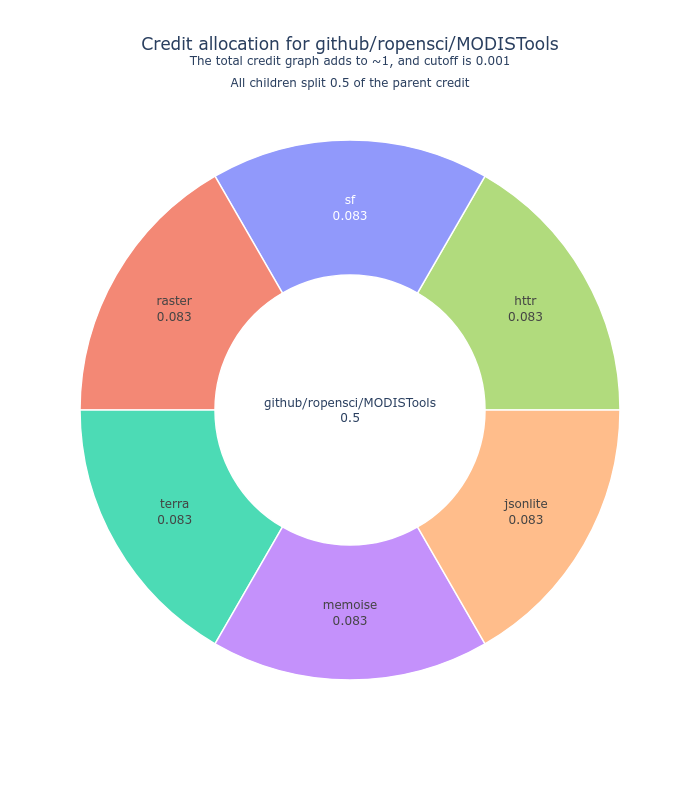 Credit allocation for github/ropensci/MODISTools
The total credit graph adds to ~1, and cutoff is 0.001
All children split 0.5 of the parent credit
sf
0.083
raster
0.083
httr
0.083
github/ropensci/MODISTools
0.5
terra
0.083
jsonlite
0.083
memoise
0.083